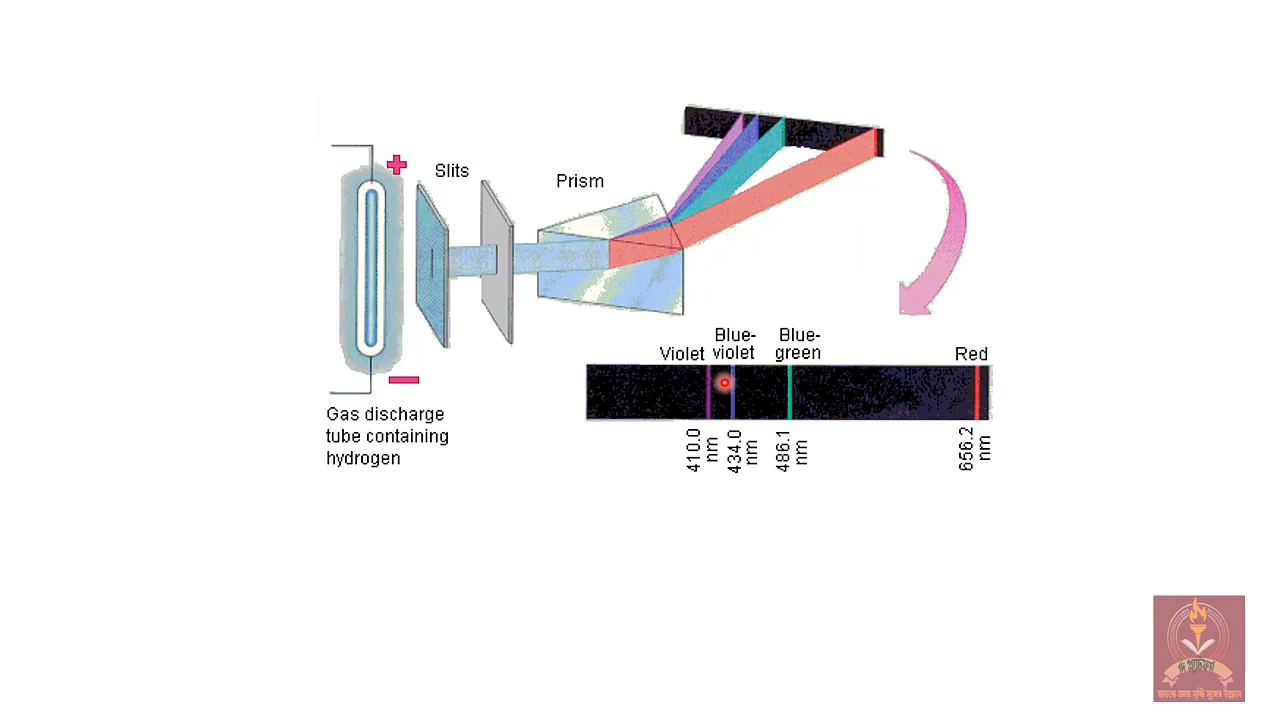 Slits
Prism
Gas discharge
tube containing
hydrogen
Violet
Blue-
violet
Blue-
green
Red
410.0
nm
434.0
nm
486.1
nm
656.2
nm
দি প্ল্যাটফর্ম